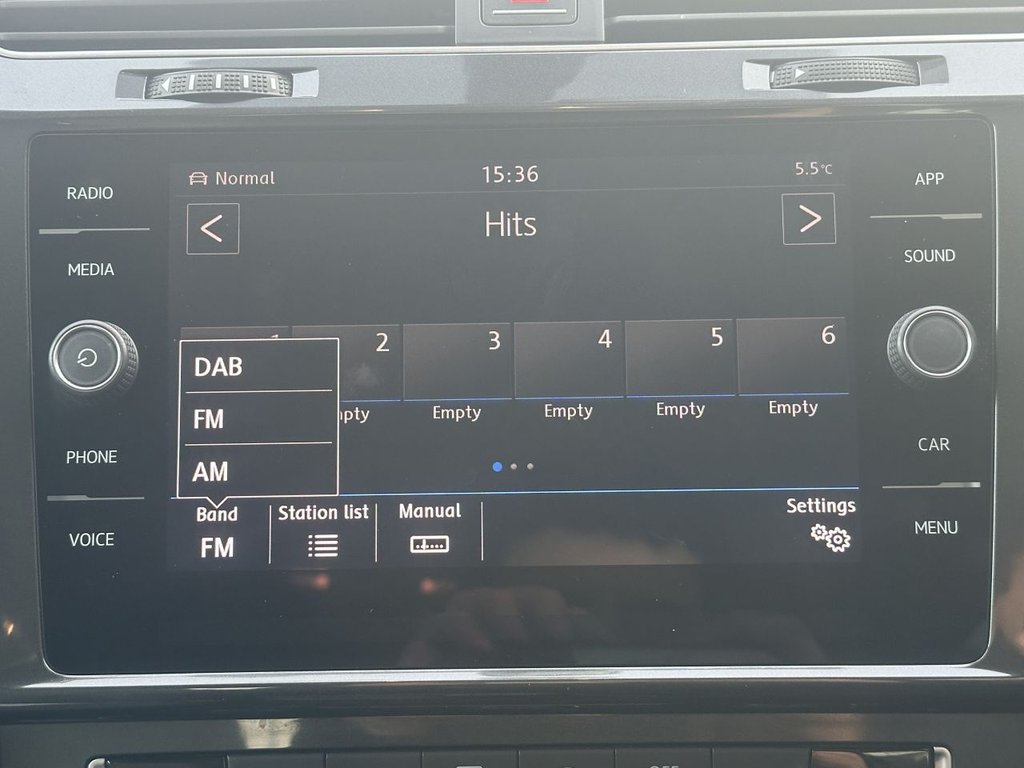 RADIO
MEDIA
PHONE
VOICE
Normal
15:36
5.5°C
<
Hits
>
2
3
4
5
6
Empty
Empty
Empty
Empty
DAB
FM
AM
Band
FM
Station list
Manual
Settings
APP
SOUND
CAR
MENU